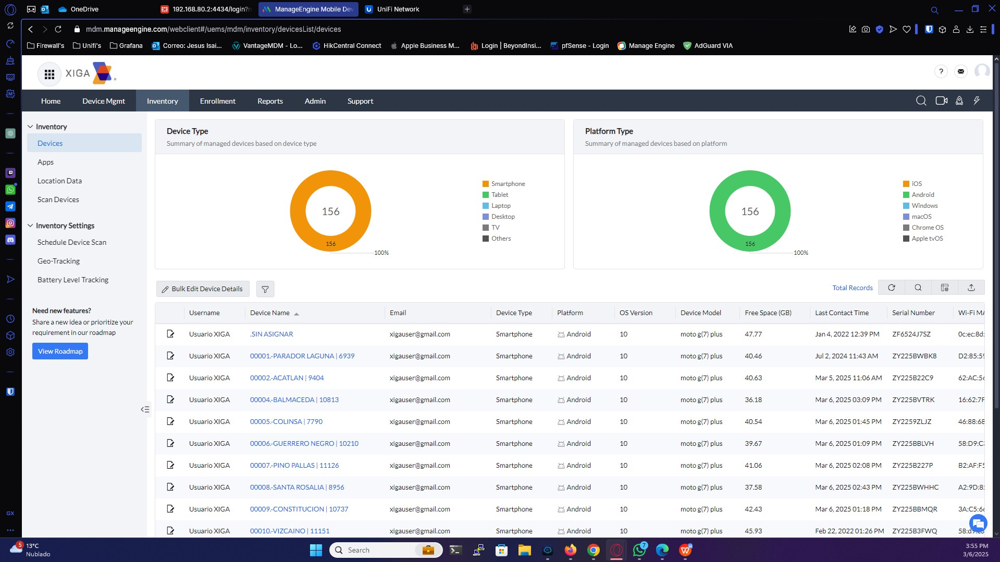 OneDrive
192.168.80.2:4434/login?r
ManageEngine Mobile Dev
UniFi Network
mdm.manageengine.com/webclient#/uems/mdm/inventory/devicesList/devices
Firewall's
Unifi's
Grafana
Correo: Jesus Isai...
VantageMDM - Lo...
HikCentral Connect
Apple Business M...
Login | BeyondInsi...
pfSense - Login
Manage Engine
AdGuard VIA
XIGA
Home
Device Mgmt
Inventory
Enrollment
Reports
Admin
Support
Inventory
Devices
Apps
Location Data
Scan Devices
Inventory Settings
Schedule Device Scan
Geo-Tracking
Battery Level Tracking
Need new features?
Share a new idea or prioritize your
requirement in our roadmap
View Roadmap
Device Type
Summary of managed devices based on device type
156
156
100%
Smartphone
Tablet
Laptop
Desktop
TV
Others
Platform Type
Summary of managed devices based on platform
156
156
100%
iOS
Android
Windows
macOS
Chrome OS
Apple tvOS
Bulk Edit Device Details
Total Records
Username Device Name Email Device Type Platform OS Version Device Model Free Space (GB) Last Contact Time Serial Number Wi-Fi MA
Usuario XIGA .SIN ASIGNAR xigauser@gmail.com Smartphone Android 10 moto g(7) plus 47.77 Jan 4, 2022 12:39 PM ZF6524J7SZ 0c:ec:8d:
Usuario XIGA 00001.-PARADOR LAGUNA | 6939 xigauser@gmail.com Smartphone Android 10 moto g(7) plus 40.46 Jul 2, 2024 11:43 AM ZY225BWBK8 D2:85:59
Usuario XIGA 00002.-ACATLAN | 9404 xigauser@gmail.com Smartphone Android 10 moto g(7) plus 40.63 Mar 5, 2025 11:06 AM ZY225B22C9 62:AC:56
Usuario XIGA 00004.-BALMACEDA | 10813 xigauser@gmail.com Smartphone Android 10 moto g(7) plus 36.18 Mar 6, 2025 03:09 PM ZY225BVTRK 16:62:7F
Usuario XIGA 00005.-COLINSA | 7790 xigauser@gmail.com Smartphone Android 10 moto g(7) plus 40.54 Mar 6, 2025 01:45 PM ZY2259ZLJZ 46:88:68
Usuario XIGA 00006.-GUERRERO NEGRO | 10210 xigauser@gmail.com Smartphone Android 10 moto g(7) plus 39.67 Mar 6, 2025 01:09 PM ZY225BBLVH 58:D9:C
Usuario XIGA 00007.-PINO PALLAS | 11126 xigauser@gmail.com Smartphone Android 10 moto g(7) plus 41.06 Mar 6, 2025 02:08 PM ZY225B227P B2:AF:F5
Usuario XIGA 00008.-SANTA ROSALIA | 8956 xigauser@gmail.com Smartphone Android 10 moto g(7) plus 37.58 Mar 6, 2025 02:43 PM ZY225BWHHC A2:9D:8
Usuario XIGA 00009.-CONSTITUCION | 10737 xigauser@gmail.com Smartphone Android 10 moto g(7) plus 42.43 Mar 6, 2025 01:18 PM ZY225BBMQR 3A:C5:66
Usuario XIGA 00010.-VIZCAINO | 11151 xigauser@gmail.com Smartphone Android 10 moto g(7) plus 45.93 Feb 22, 2022 01:26 PM ZY225B3FWQ
GX
5
13°C
Nublado
Search
7
3:55 PM
3/6/2025